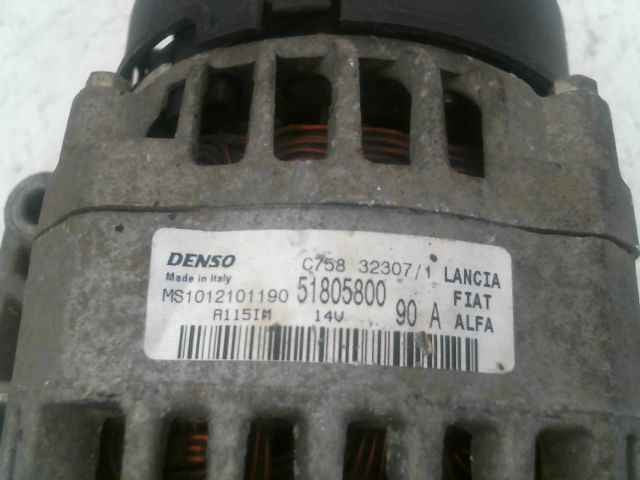 DENSO C758 32307/1 LANCIA
Made in Italy FIAT
MS1012101190 51805800 90 A ALFA
A115IM 14V